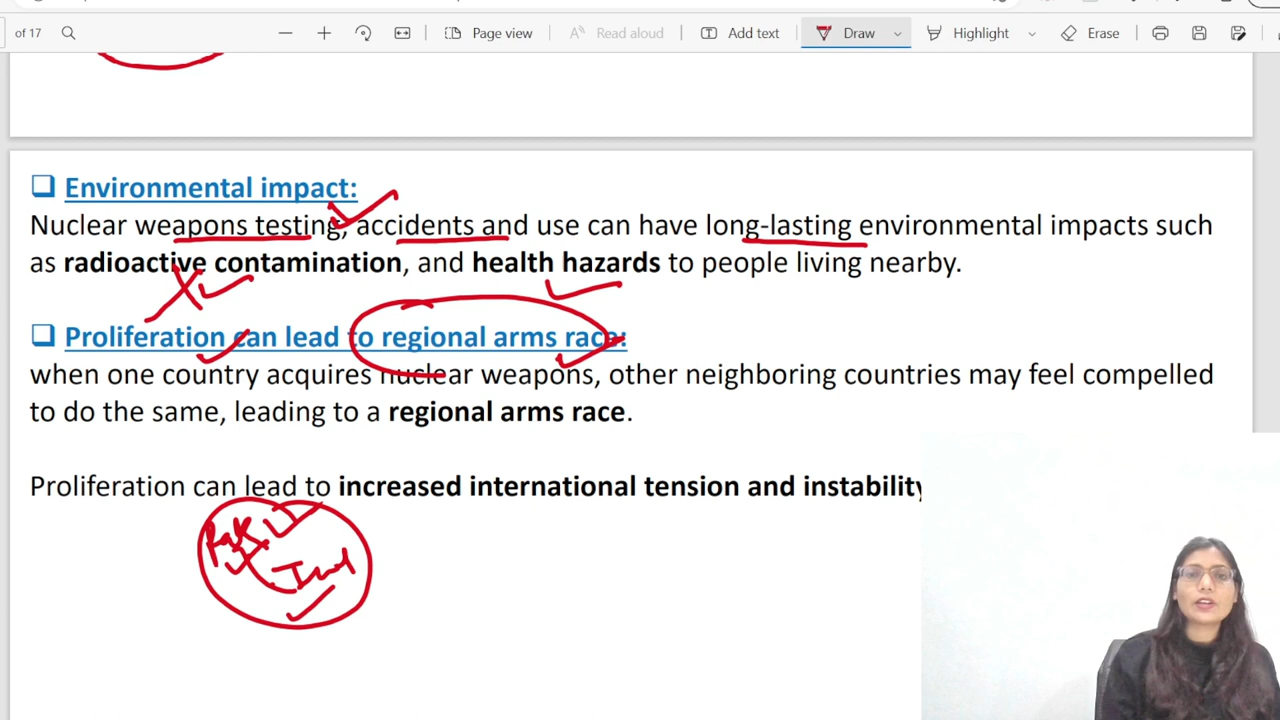 of 17
Page view
Read aloud
Add text
Draw
Highlight
Erase
❑ Environmental impact:
Nuclear weapons testing, accidents and use can have long-lasting environmental impacts such
as radioactive contamination, and health hazards to people living nearby.
❑ Proliferation can lead to regional arms race:
when one country acquires nuclear weapons, other neighboring countries may feel compelled
to do the same, leading to a regional arms race.
Proliferation can lead to increased international tension and instability
Pak
Ind